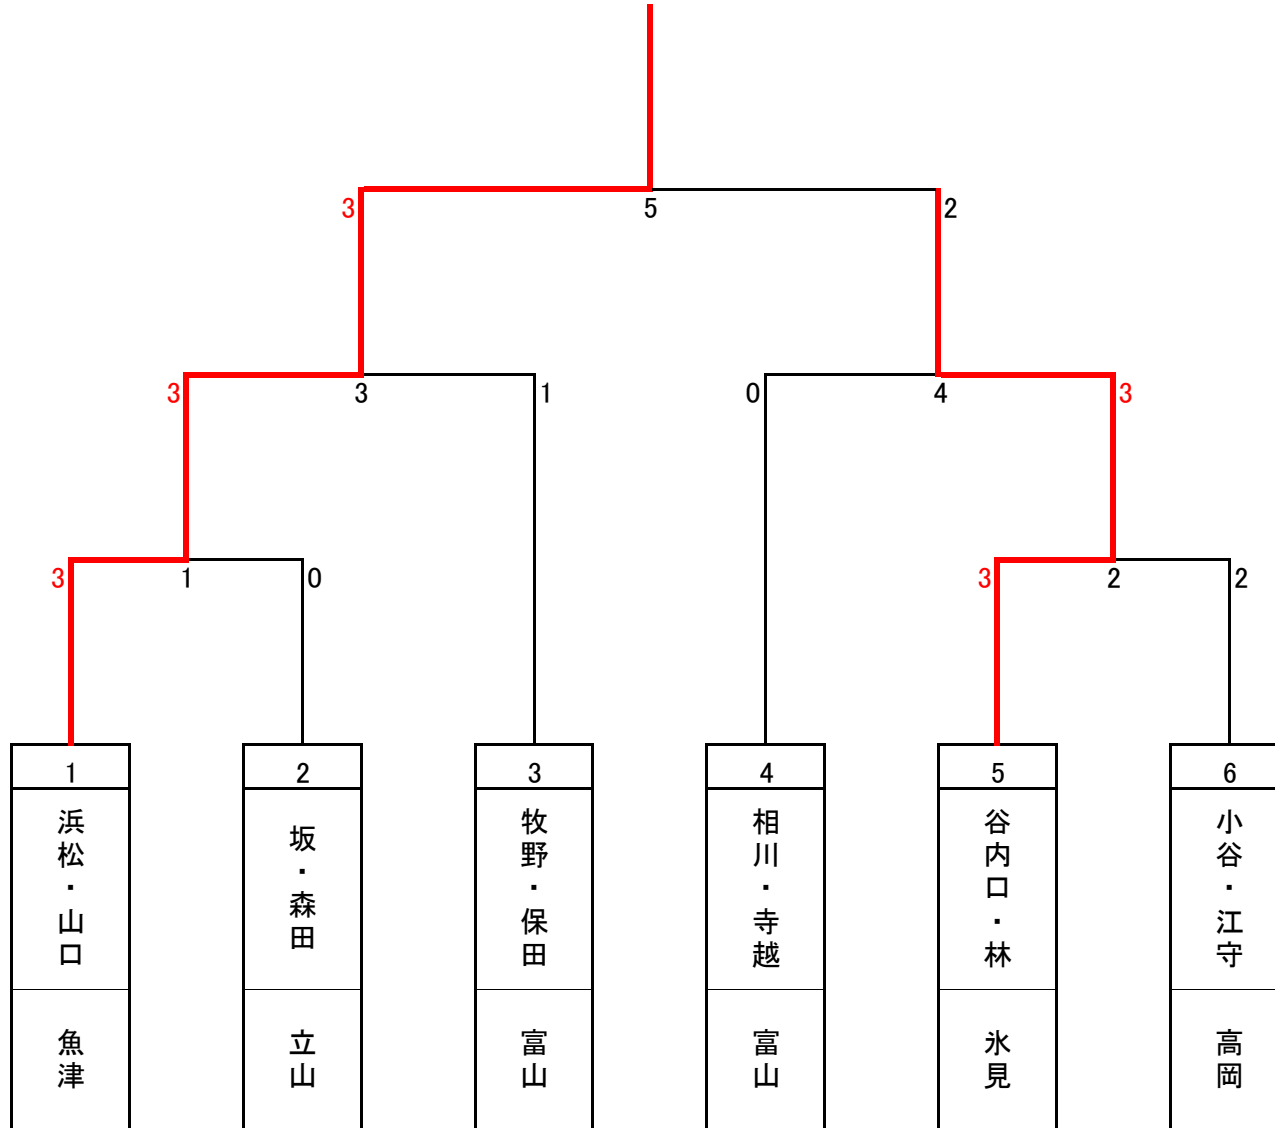 3 5 2
3 3 1 0 4 3
3 1 0 3 2 2
1 2 3 4 5 6
浜松・山口
坂・森田
牧野・保田
相川・寺越
谷内口・林
小谷・江守
魚津
立山
富山
富山
氷見
高岡